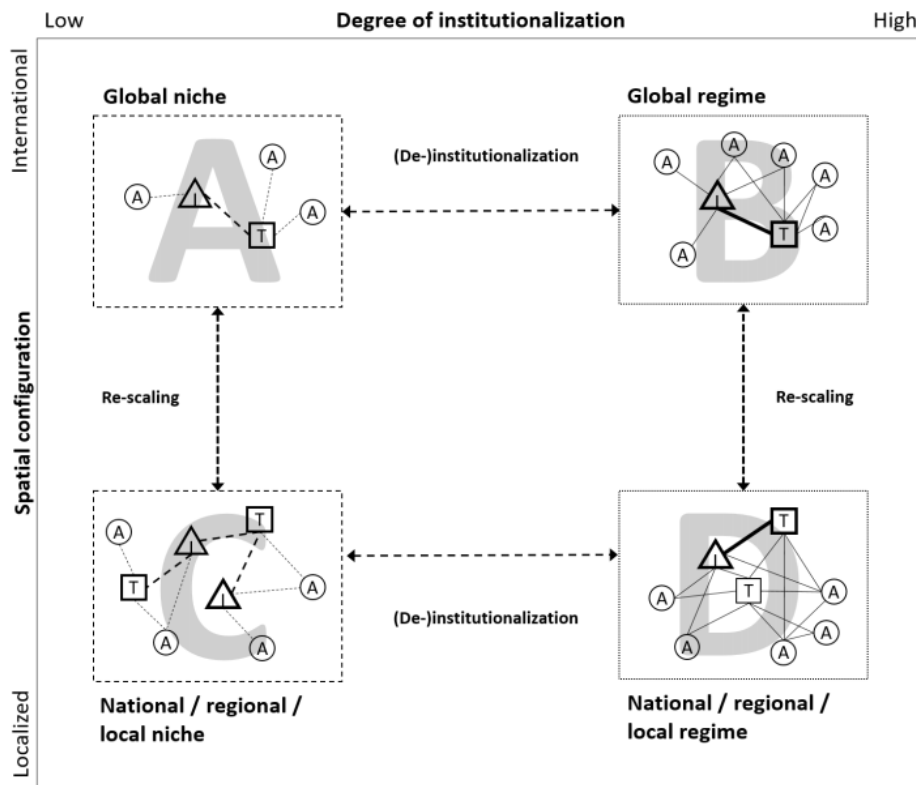 Low Degree of institutionalization High
International
Global niche
Global regime
(De-)institutionalization
A
A
A
A
I
T
B
A
A
A
A
A
A
I
T
Spatial configuration
Re-scaling
Re-scaling
C
T
A
I
T
I
A
A
A
D
T
I
T
A
A
A
A
A
(De-)institutionalization
Localized
National / regional /
local niche
National / regional /
local regime